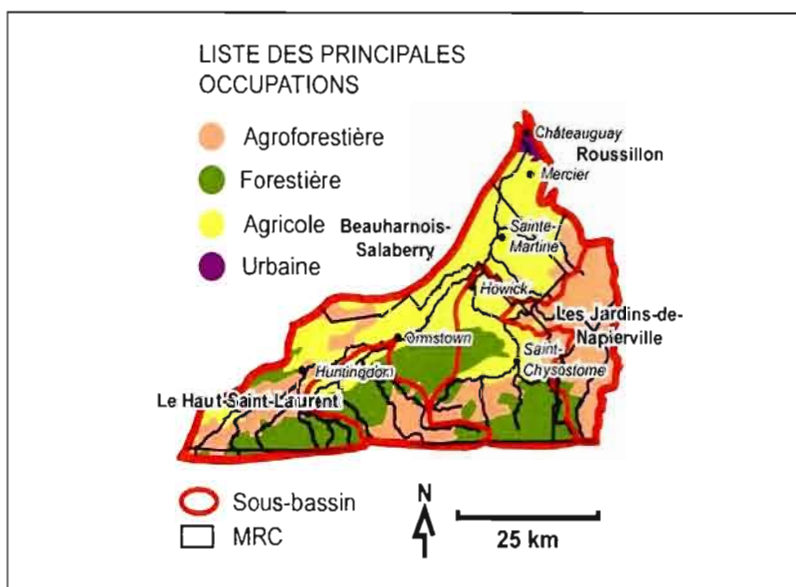 LISTE DES PRINCIPALES
OCCUPATIONS
Agroforestière
Forestière
Agricole
Urbaine
Châteauguay
Roussillon
Mercier
Beauharnois-
Salaberry
Sainte-
Martine
Howick
Les Jardins-de-
Napierville
Ormstown
Saint-
Chysostome
Huntingdon
Le Haut Saint-Laurent
Sous-bassin
MRC
N
25 km